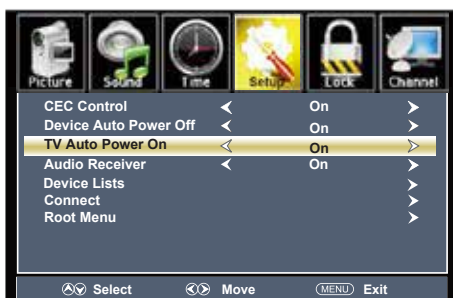 Picture Sound Time Setup Lock Channel
CEC Control On
Device Auto Power Off On
TV Auto Power On On
Audio Receiver On
Device Lists
Connect
Root Menu
Select Move MENU Exit